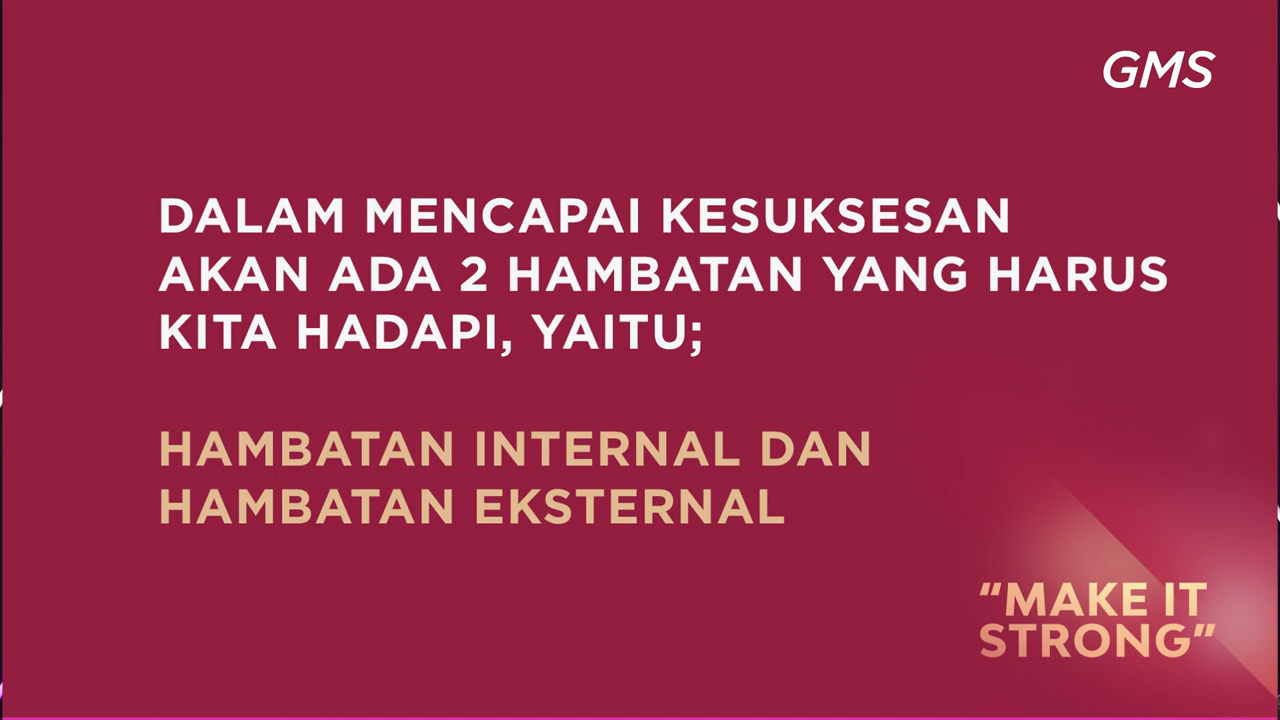 GMS
DALAM MENCAPAI KESUKSESAN
AKAN ADA 2 HAMBATAN YANG HARUS
KITA HADAPI, YAITU;
HAMBATAN INTERNAL DAN
HAMBATAN EKSTERNAL
“MAKE IT
STRONG”